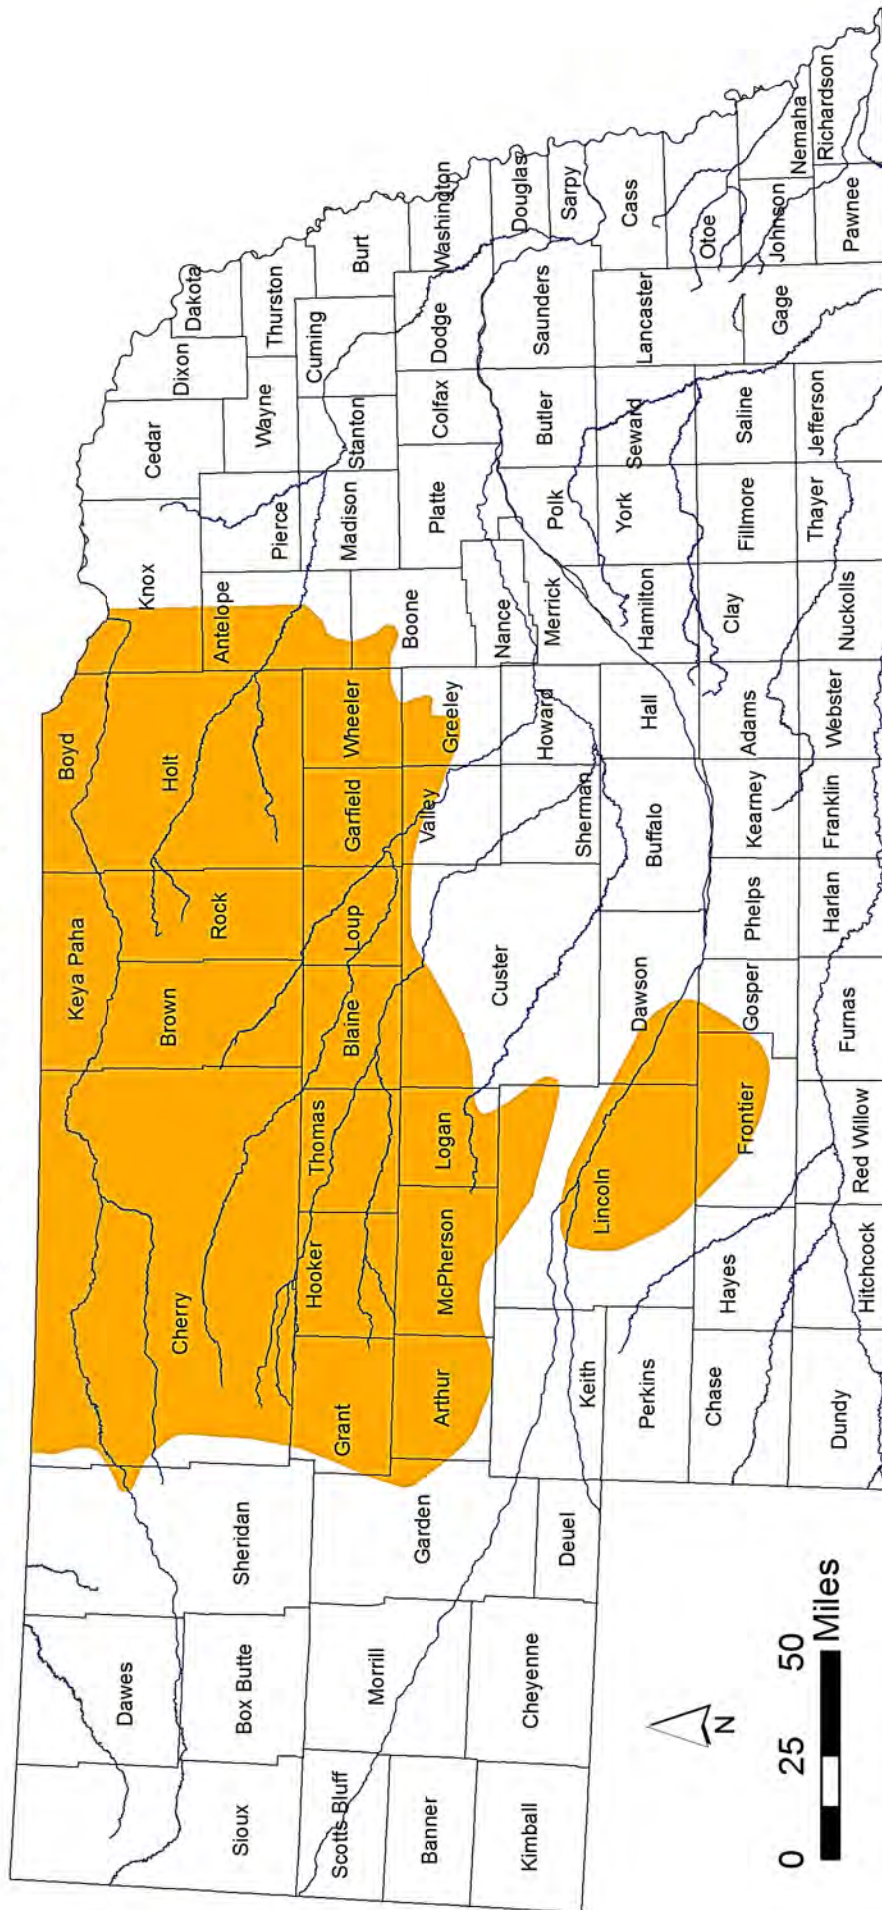 Boyd
Keya Paha
Knox
Cedar
Dixon
Dakota
Dawes
Sheridan
Cherry
Brown
Rock
Holt
Antelope
Pierce
Wayne
Thurston
Sioux
Box Butte
Grant
Hooker
Thomas
Blaine
Loup
Garfield
Wheeler
Boone
Madison
Stanton
Cuming
Burt
Scotts Bluff
Morrill
Garden
Arthur
McPherson
Logan
Custer
Valley
Greeley
Nance
Platte
Colfax
Dodge
Washington
Banner
Kimball
Cheyenne
Deuel
Keith
Lincoln
Dawson
Sherman
Howard
Merrick
Polk
Butler
Saunders
Douglas
Sarpy
Perkins
Buffalo
Hall
Hamilton
York
Seward
Lancaster
Cass
Otoe
Chase
Hayes
Frontier
Gosper
Phelps
Kearney
Adams
Clay
Fillmore
Saline
Gage
Johnson
Nemaha
Dundy
Hitchcock
Red Willow
Furnas
Harlan
Franklin
Webster
Nuckolls
Thayer
Jefferson
Pawnee
Richardson
N
0 25 50
Miles